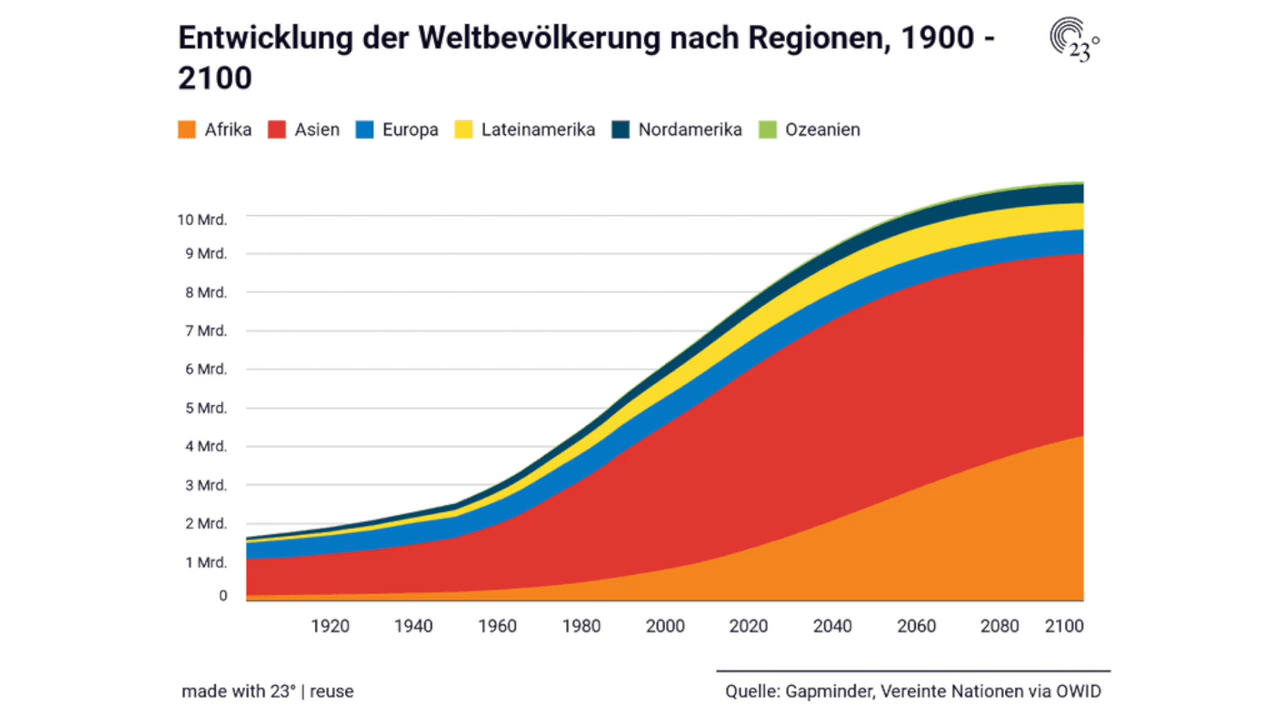 Entwicklung der Weltbevölkerung nach Regionen, 1900 -
2100
23°
Afrika Asien Europa Lateinamerika Nordamerika Ozeanien
10 Mrd.
9 Mrd.
8 Mrd.
7 Mrd.
6 Mrd.
5 Mrd.
4 Mrd.
3 Mrd.
2 Mrd.
1 Mrd.
0
1920 1940 1960 1980 2000 2020 2040 2060 2080 2100
made with 23° | reuse
Quelle: Gapminder, Vereinte Nationen via OWID